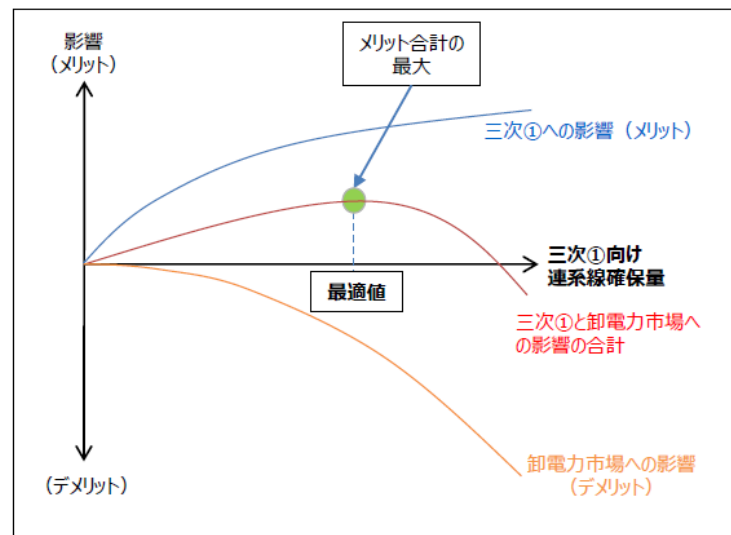 影響
（メリット）
メリット合計の
最大
三次①への影響（メリット）
三次①向け
連系線確保量
最適値
三次①と卸電力市場へ
の影響の合計
卸電力市場への影響
（デメリット）
（デメリット）